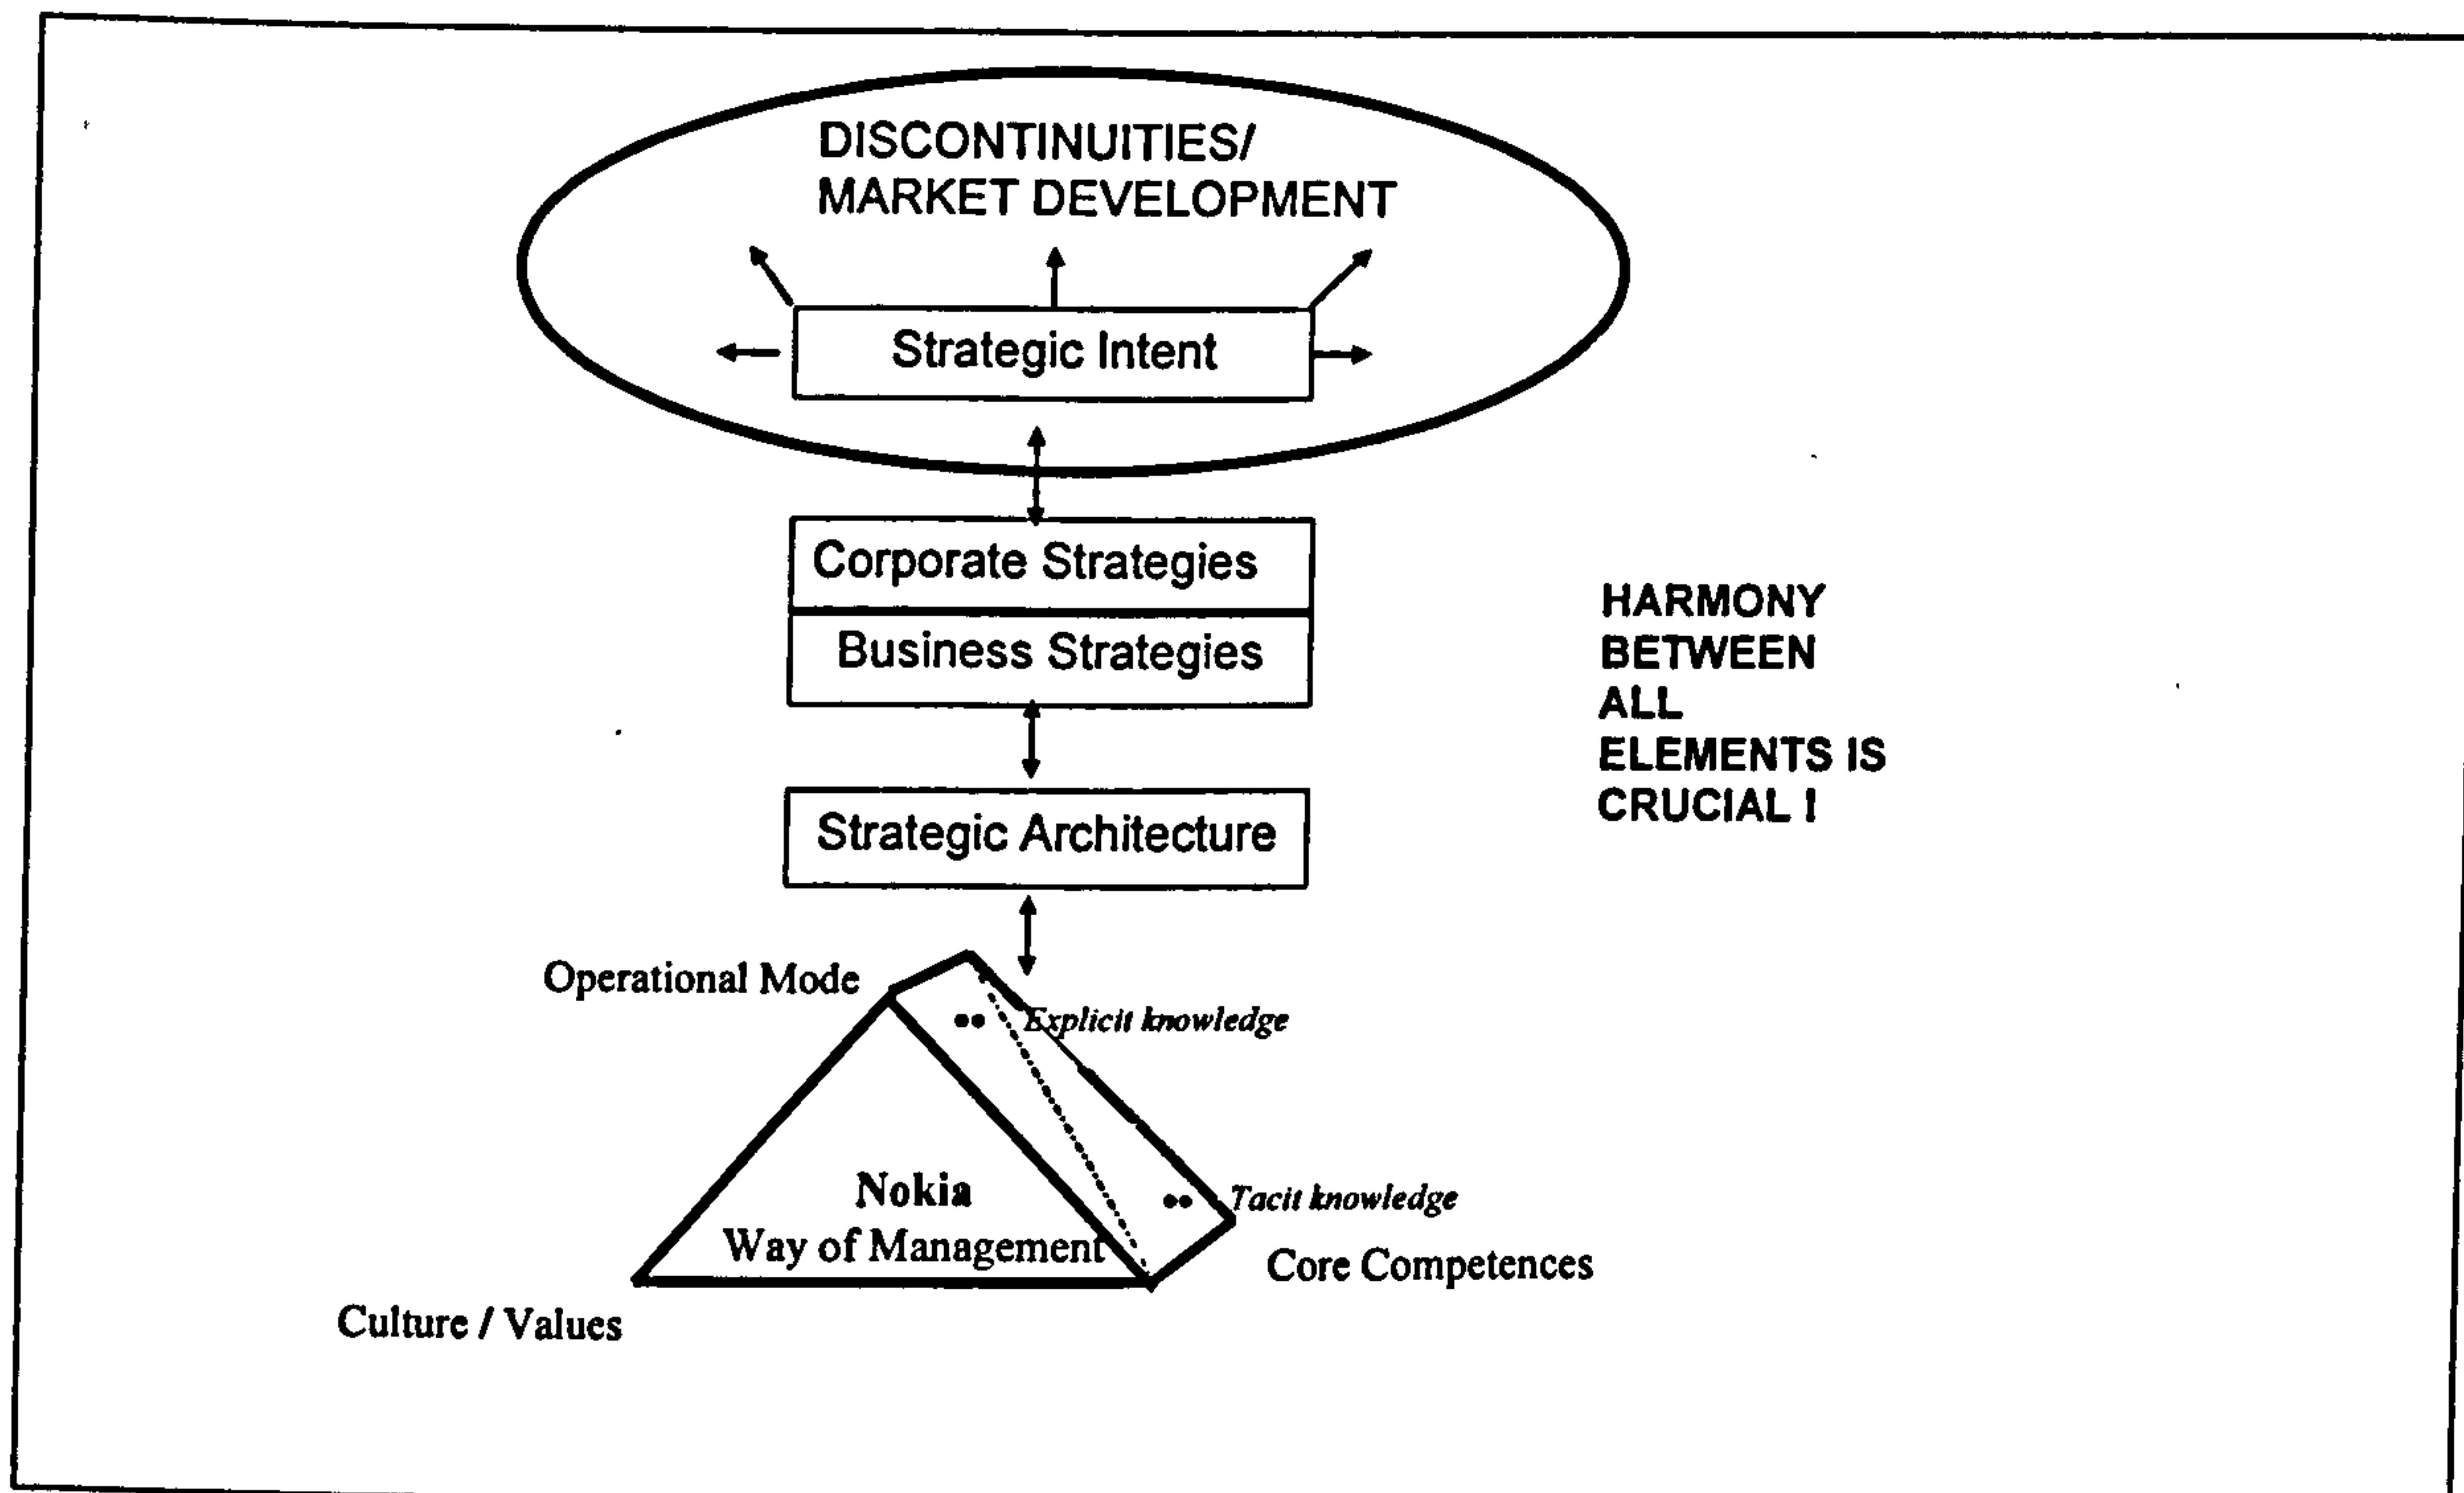 DISCONTINUITIES/
MARKET DEVELOPMENT
Strategic Intent
Corporate Strategies
Business Strategies
HARMONY
BETWEEN
ALL
ELEMENTS IS
CRUCIAL !
Strategic Architecture
Operational Mode
Explicit knowledge
Nokia
Way of Management
Tacit knowledge
Core Competences
Culture / Values